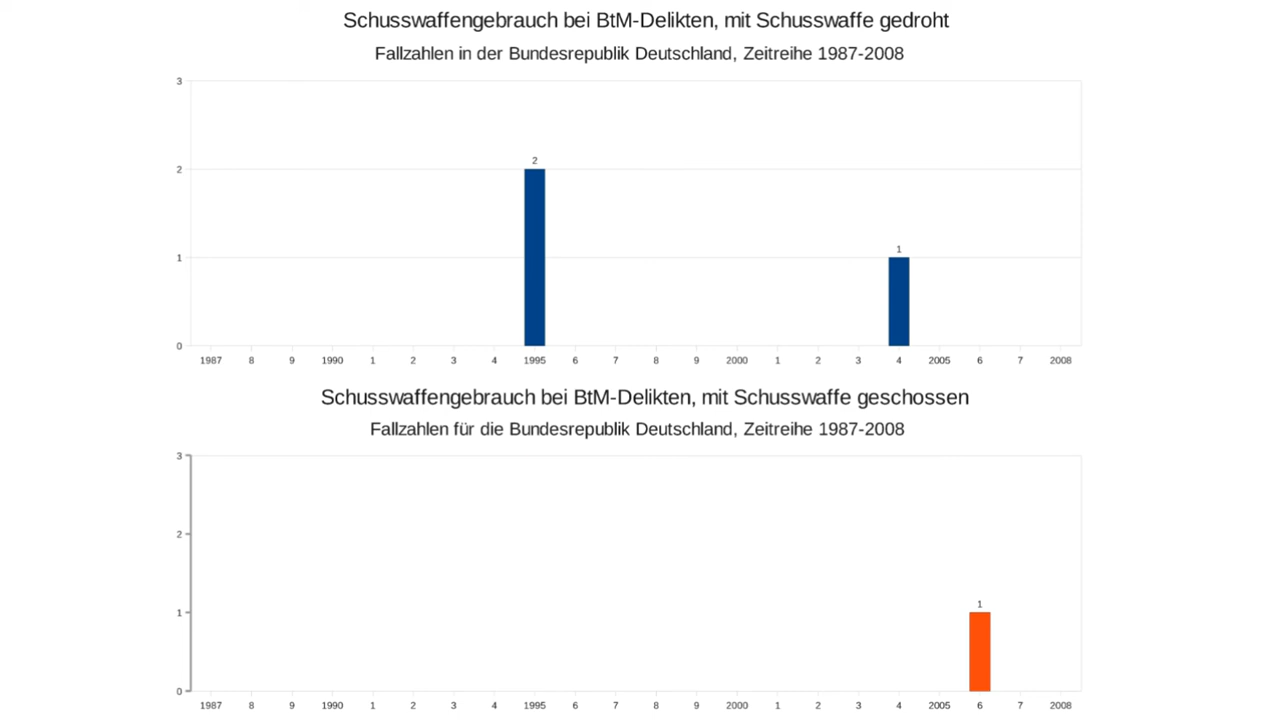 Schusswaffengebrauch bei BtM-Delikten, mit Schusswaffe gedroht
Fallzahlen in der Bundesrepublik Deutschland, Zeitreihe 1987-2008
3
2
2
1
1
0
1987 8 9 1990 1 2 3 4 1995 6 7 8 9 2000 1 2 3 4 2005 6 7 2008
Schusswaffengebrauch bei BtM-Delikten, mit Schusswaffe geschossen
Fallzahlen für die Bundesrepublik Deutschland, Zeitreihe 1987-2008
3
2
1
1
0
1987 8 9 1990 1 2 3 4 1995 6 7 8 9 2000 1 2 3 4 2005 6 7 2008